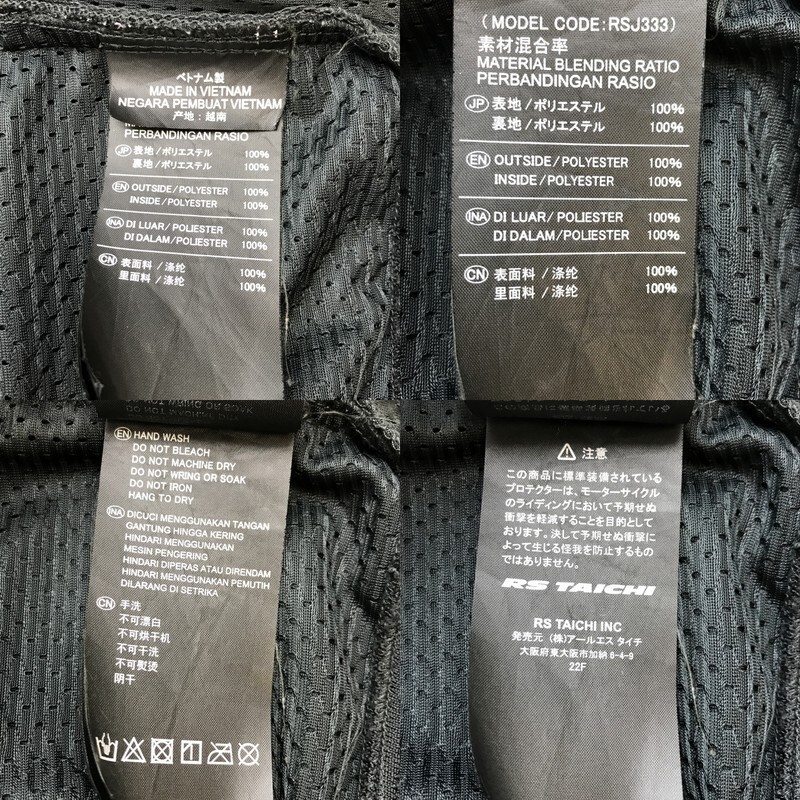 ベトナム製
MADE IN VIETNAM
NEGARA PEMBUAT VIETNAM
产地：越南
PERBANDINGAN RASIO
JP 表地/ポリエステル 100%
裏地/ポリエステル 100%
EN OUTSIDE/POLYESTER 100%
INSIDE/POLYESTER 100%
INA DI LUAR/POLIESTER 100%
DI DALAM/POLIESTER 100%
CN 表面料/涤纶 100%
里面料/涤纶 100%
(MODEL CODE:RSJ333)
素材混合率
MATERIAL BLENDING RATIO
PERBANDINGAN RASIO
JP 表地/ポリエステル 100%
裏地/ポリエステル 100%
EN OUTSIDE/POLYESTER 100%
INSIDE/POLYESTER 100%
INA DI LUAR/POLIESTER 100%
DI DALAM/POLIESTER 100%
CN 表面料/涤纶 100%
里面料/涤纶 100%
DO NOT WRING OR SOAK
EN HAND WASH
DO NOT BLEACH
DO NOT MACHINE DRY
DO NOT WRING OR SOAK
DO NOT IRON
HANG TO DRY
INA DICUCI MENGGUNAKAN TANGAN
GANTUNG HINGGA KERING
HINDARI MENGGUNAKAN
MESIN PENGERING
HINDARI DIPERAS ATAU DIRENDAM
HINDARI MENGGUNAKAN PEMUTIH
DILARANG DI SETRIKA
CN 手洗
不可漂白
不可烘干机
不可干洗
不可熨烫
阴干
注意
この商品に標準装備されている
プロテクターは、モーターサイクル
のライディングにおいて予期せぬ
衝撃を軽減することを目的として
おります。決して予期せぬ衝撃に
よって生じる怪我を防止するもの
ではありません。
RS TAICHI
RS TAICHI INC
発売元 (株)アールエス タイチ
大阪府東大阪市加納 6-4-9
22F